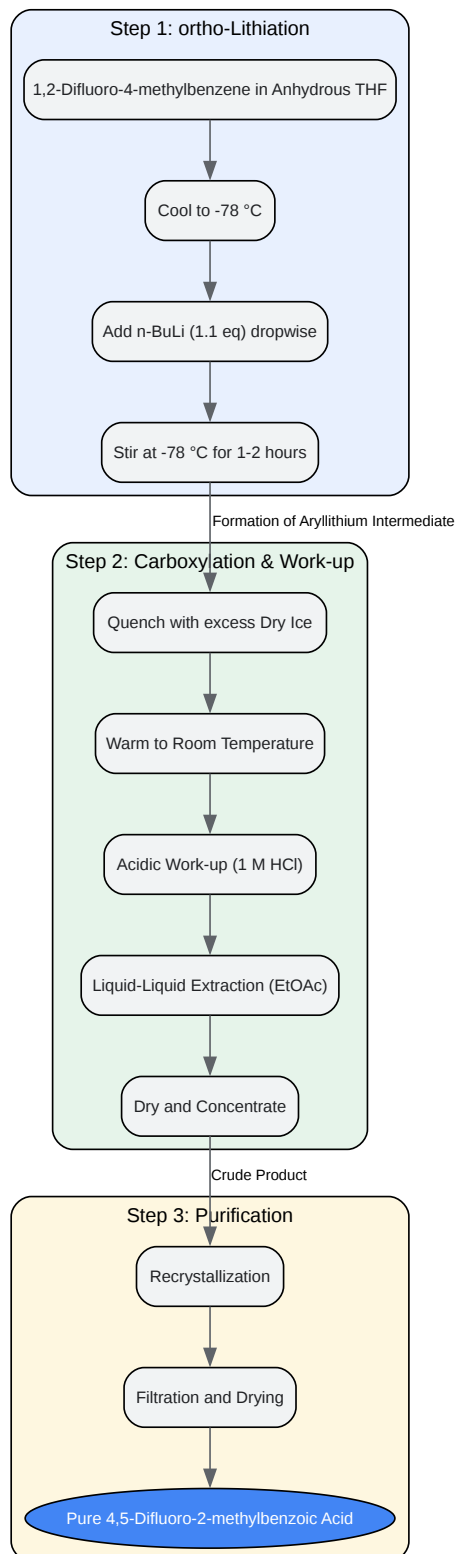 Step 1: ortho-Lithiation
1,2-Difluoro-4-methylbenzene in Anhydrous THF
Cool to -78 °C
Add n-BuLi (1.1 eq) dropwise
Stir at -78 °C for 1-2 hours
Formation of Aryllithium Intermediate
Step 2: Carboxylation & Work-up
Quench with excess Dry Ice
Warm to Room Temperature
Acidic Work-up (1 M HCl)
Liquid-Liquid Extraction (EtOAc)
Dry and Concentrate
Crude Product
Step 3: Purification
Recrystallization
Filtration and Drying
Pure 4,5-Difluoro-2-methylbenzoic Acid